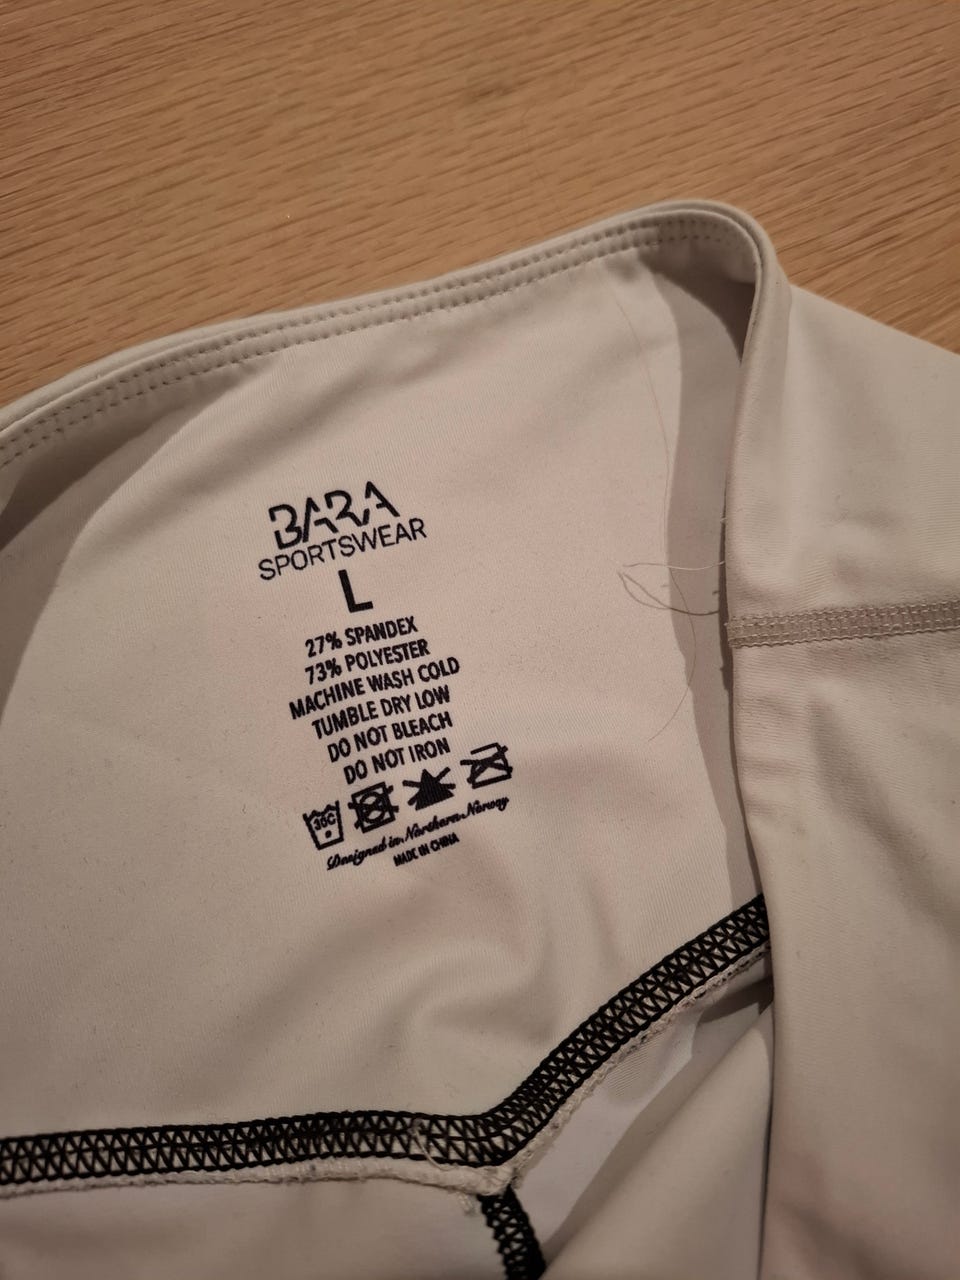 BARA
SPORTSWEAR
L
27% SPANDEX
73% POLYESTER
MACHINE WASH COLD
TUMBLE DRY LOW
DO NOT BLEACH
DO NOT IRON
30C
Designed in Northern Norway
MADE IN CHINA